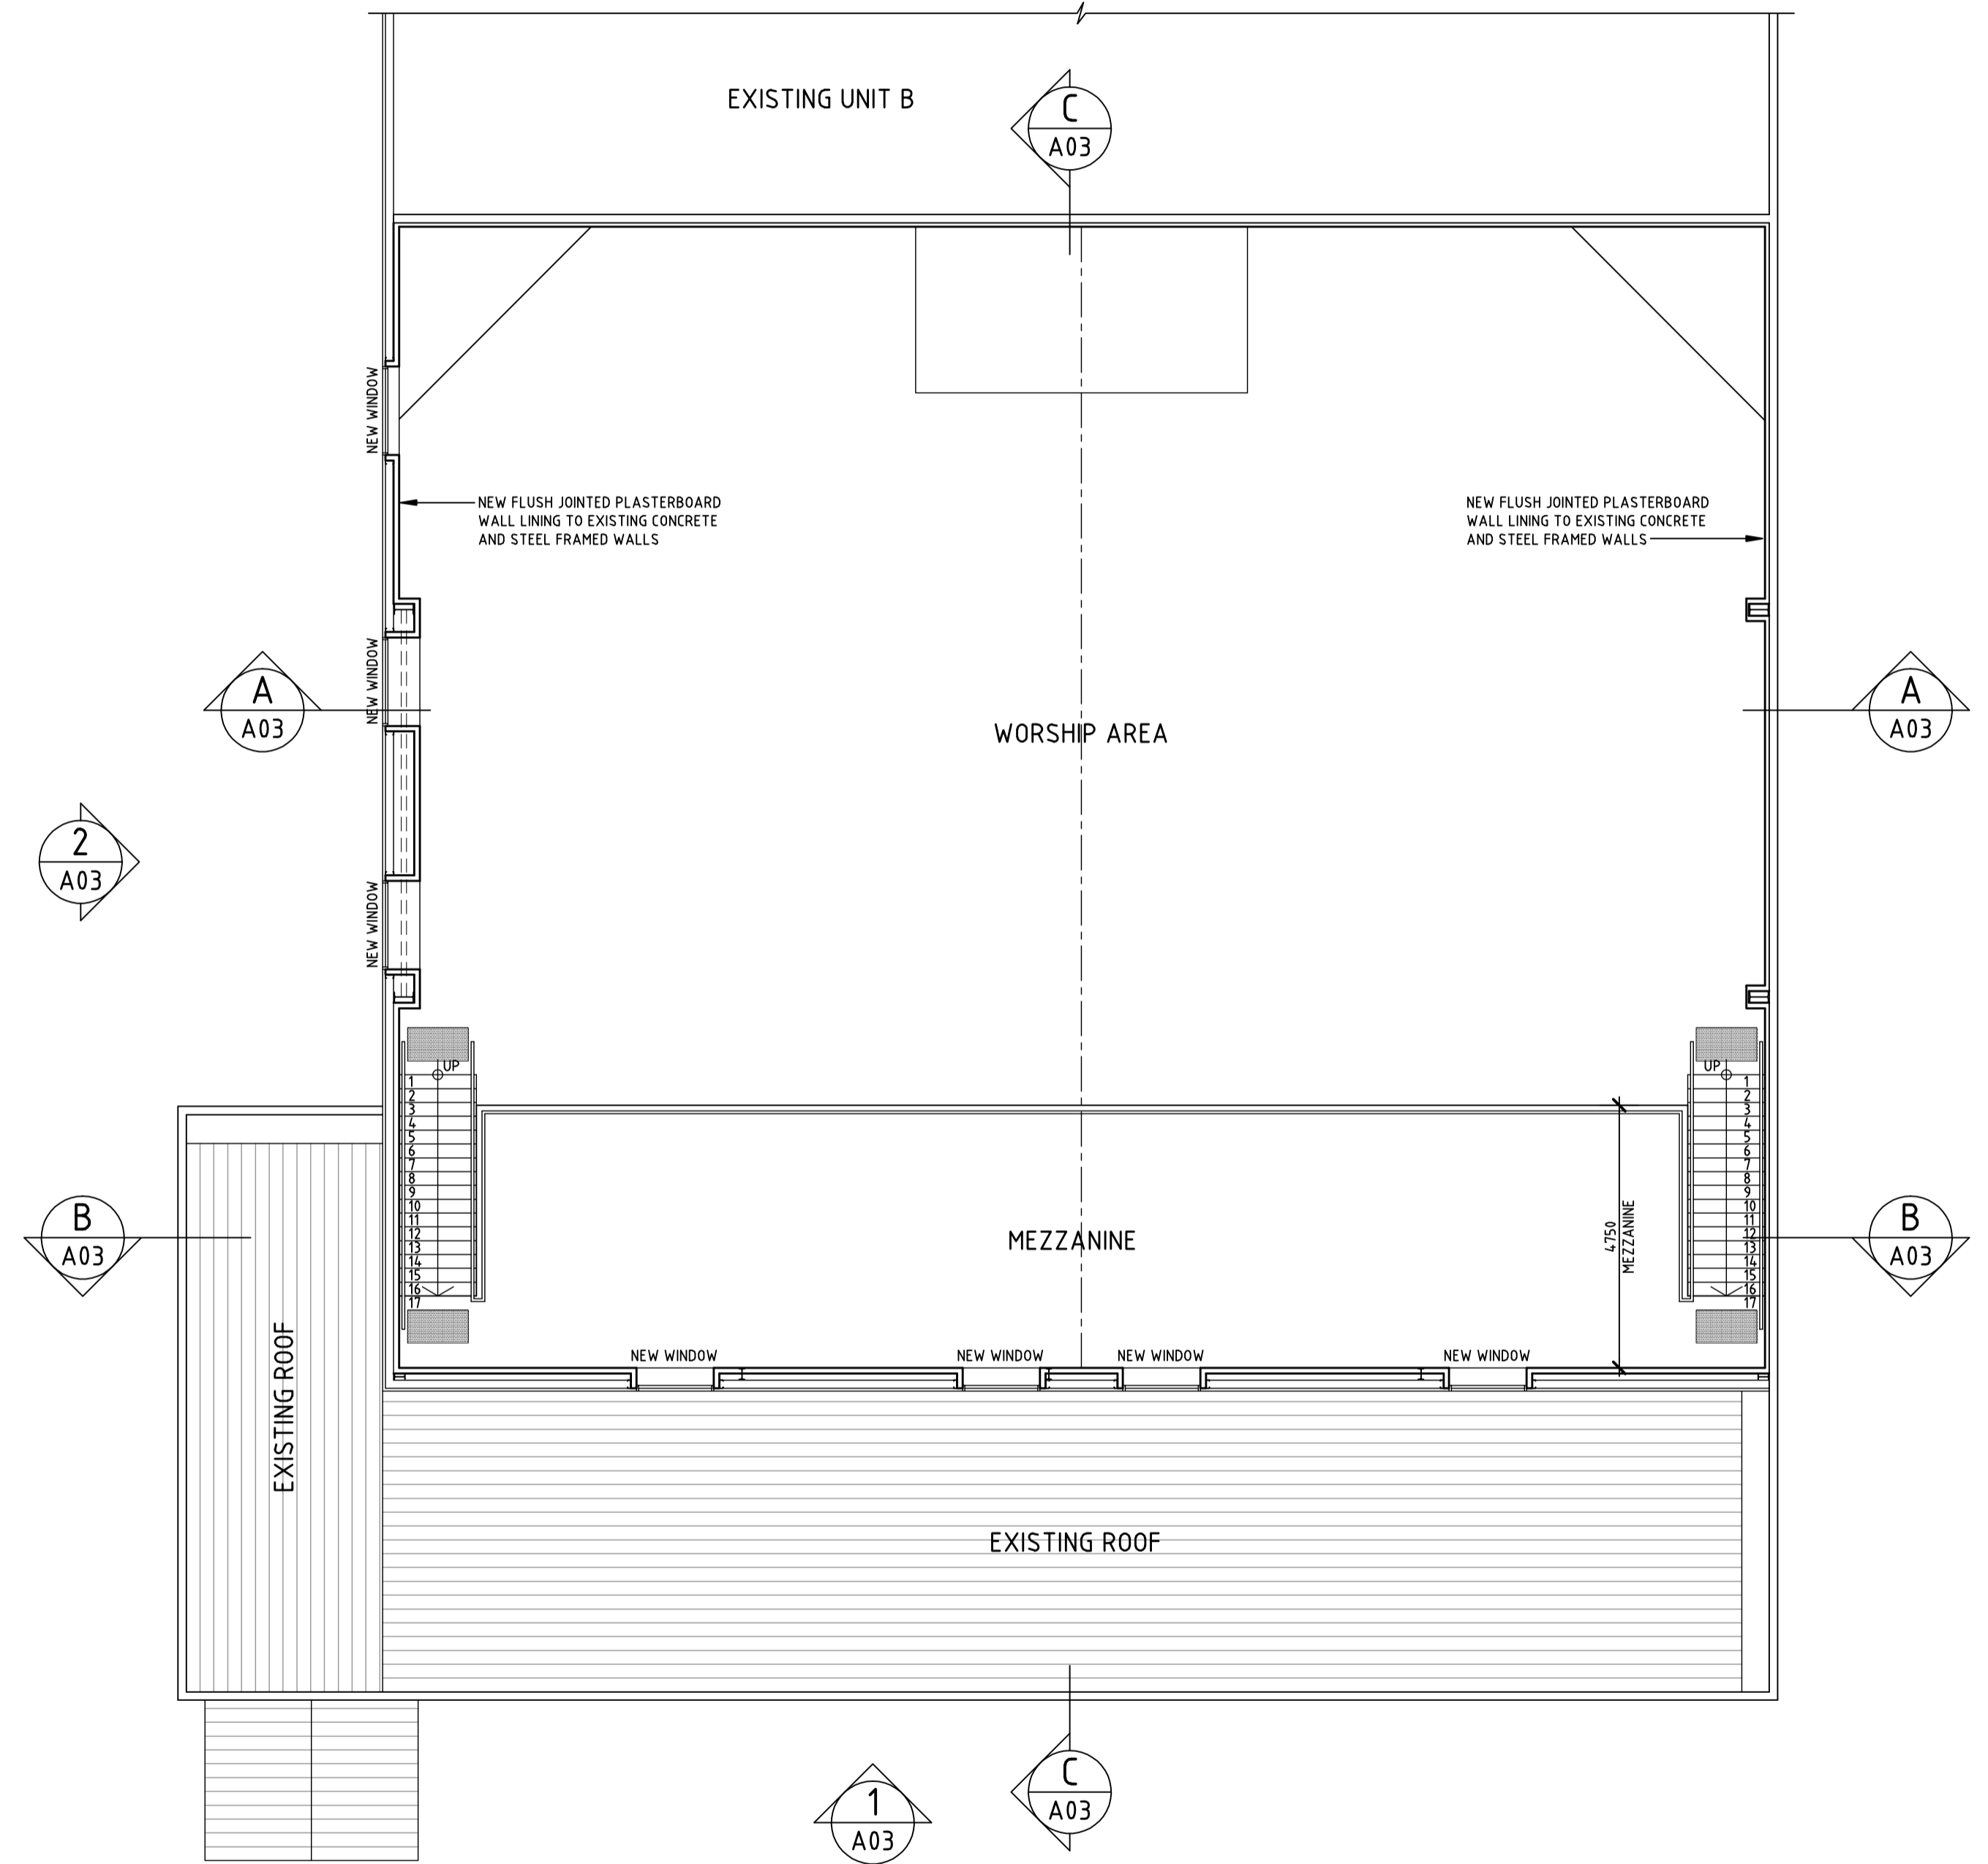 EXISTING UNIT B
C
A03
NEW WINDOW
NEW FLUSH JOINTED PLASTERBOARD
WALL LINING TO EXISTING CONCRETE
AND STEEL FRAMED WALLS
NEW FLUSH JOINTED PLASTERBOARD
WALL LINING TO EXISTING CONCRETE
AND STEEL FRAMED WALLS
NEW WINDOW
A
A03
A
A03
WORSHIP AREA
2
A03
NEW WINDOW
UP
1
2
3
4
5
6
7
8
9
10
11
12
13
14
15
16
17
UP
1
2
3
4
5
6
7
8
9
10
11
12
13
14
15
16
17
B
A03
MEZZANINE
4750
MEZZANINE
B
A03
NEW WINDOW
NEW WINDOW
NEW WINDOW
NEW WINDOW
EXISTING ROOF
EXISTING ROOF
C
A03
1
A03